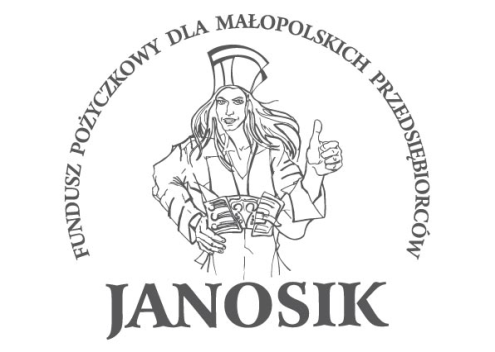 FUNDUSZ POŻYCZKOWY DLA MAŁOPOLSKICH PRZEDSIĘBIORCÓW
JANOSIK